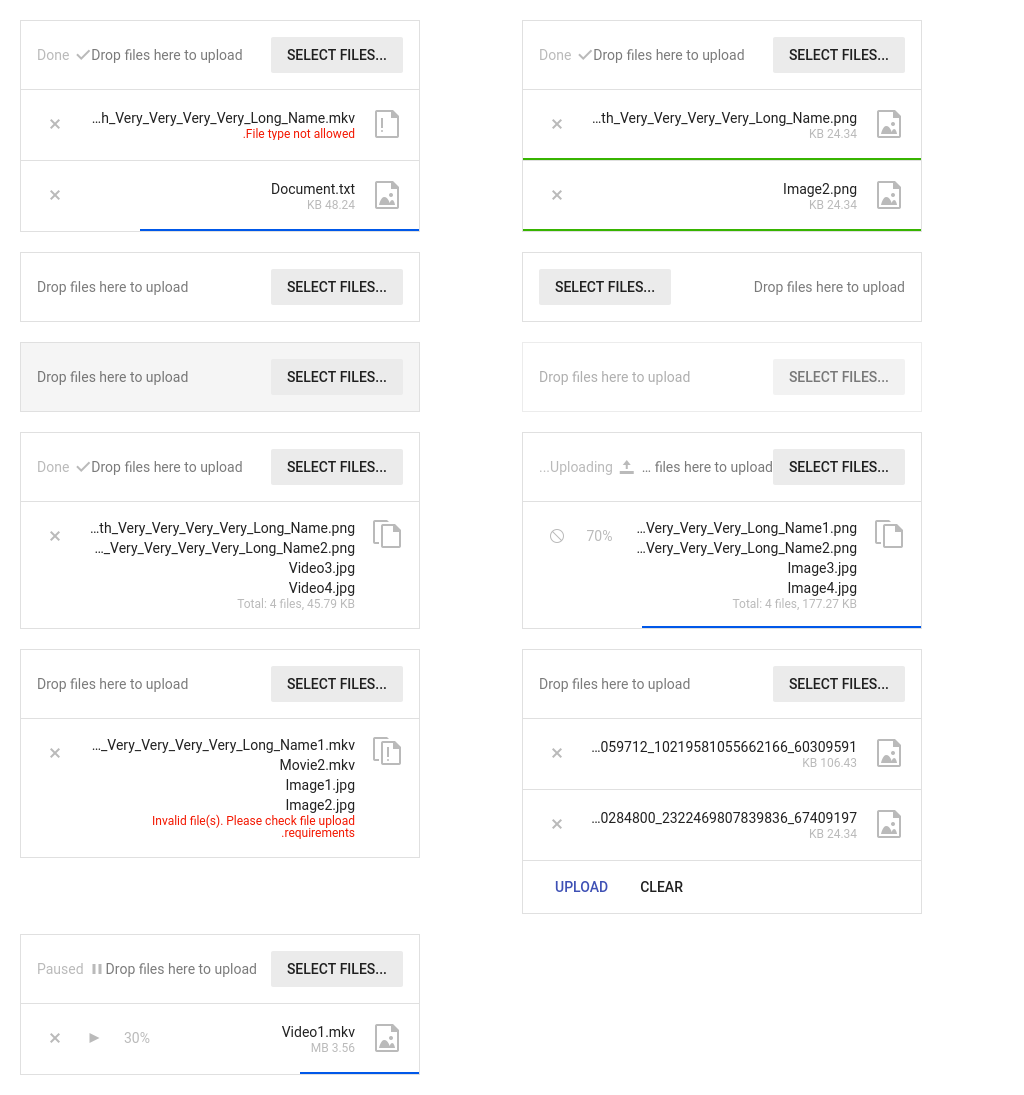 Done Drop files here to upload SELECT FILES...
…h_Very_Very_Very_Very_Long_Name.mkv
.File type not allowed
Document.txt
KB 48.24
Done Drop files here to upload SELECT FILES...
…th_Very_Very_Very_Very_Long_Name.png
KB 24.34
Image2.png
KB 24.34
Drop files here to upload SELECT FILES...
SELECT FILES... Drop files here to upload
Drop files here to upload SELECT FILES...
Drop files here to upload SELECT FILES...
Done Drop files here to upload SELECT FILES...
…th_Very_Very_Very_Very_Long_Name.png
…_Very_Very_Very_Very_Long_Name2.png
Video3.jpg
Video4.jpg
Total: 4 files, 45.79 KB
...Uploading … files here to upload SELECT FILES...
70% …Very_Very_Very_Long_Name1.png
…Very_Very_Very_Long_Name2.png
Image3.jpg
Image4.jpg
Total: 4 files, 177.27 KB
Drop files here to upload SELECT FILES...
…_Very_Very_Very_Very_Long_Name1.mkv
Movie2.mkv
Image1.jpg
Image2.jpg
Invalid file(s). Please check file upload
.requirements
Drop files here to upload SELECT FILES...
…059712_10219581055662166_60309591
KB 106.43
…0284800_2322469807839836_67409197
KB 24.34
UPLOAD CLEAR
Paused Drop files here to upload SELECT FILES...
30% Video1.mkv
MB 3.56